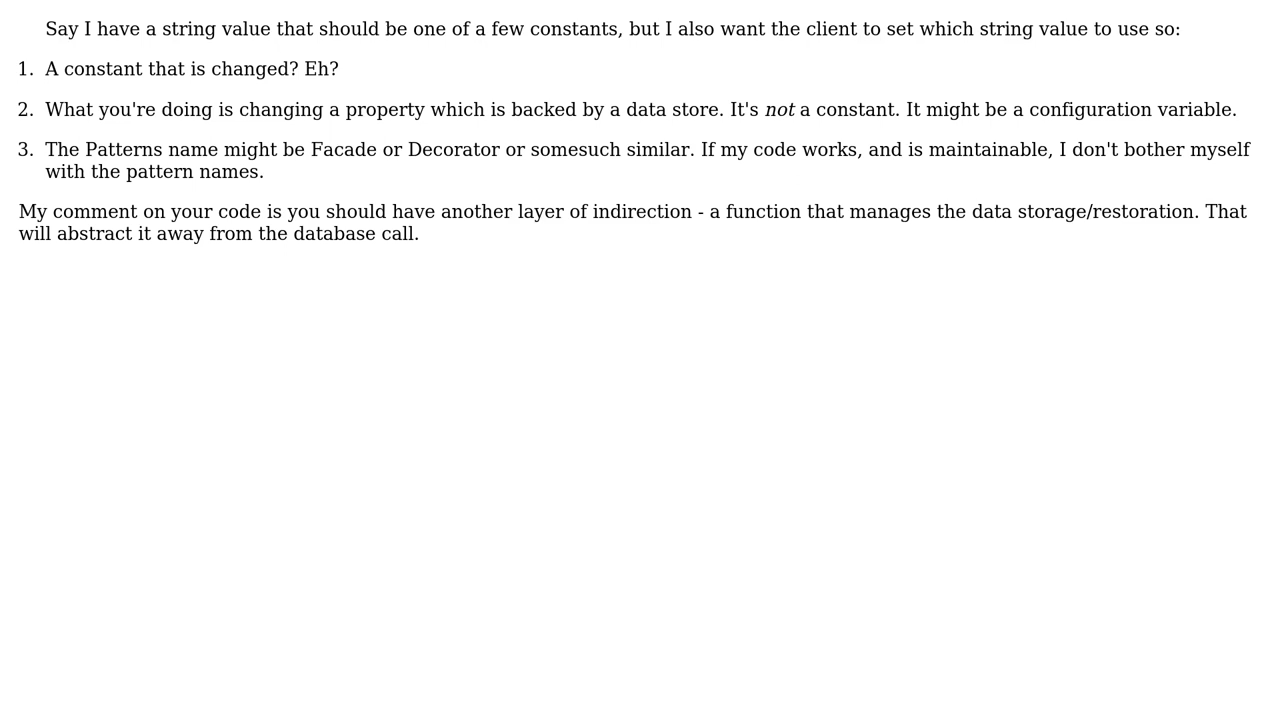 Say I have a string value that should be one of a few constants, but I also want the client to set which string value to use so:
1. A constant that is changed? Eh?
2. What you're doing is changing a property which is backed by a data store. It's not a constant. It might be a configuration variable.
3. The Patterns name might be Facade or Decorator or somesuch similar. If my code works, and is maintainable, I don't bother myself
with the pattern names.
My comment on your code is you should have another layer of indirection - a function that manages the data storage/restoration. That
will abstract it away from the database call.